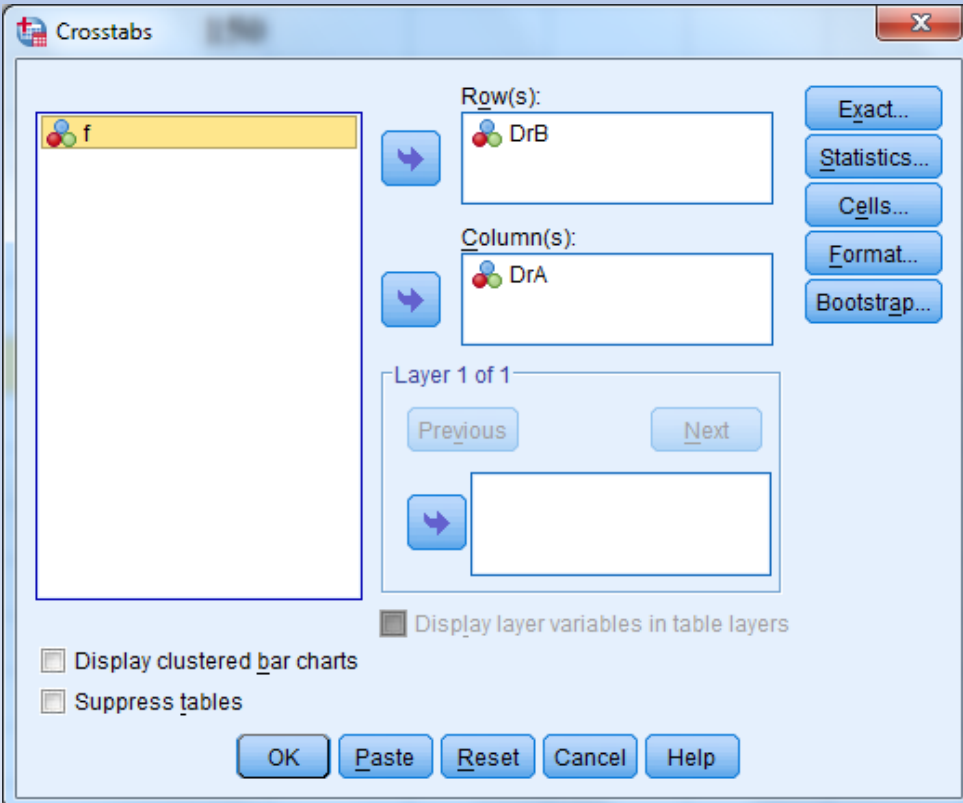 Crosstabs
f
Row(s):
DrB
Column(s):
DrA
Exact...
Statistics...
Cells...
Format...
Bootstrap...
Layer 1 of 1
Previous
Next
Display layer variables in table layers
Display clustered bar charts
Suppress tables
OK
Paste
Reset
Cancel
Help